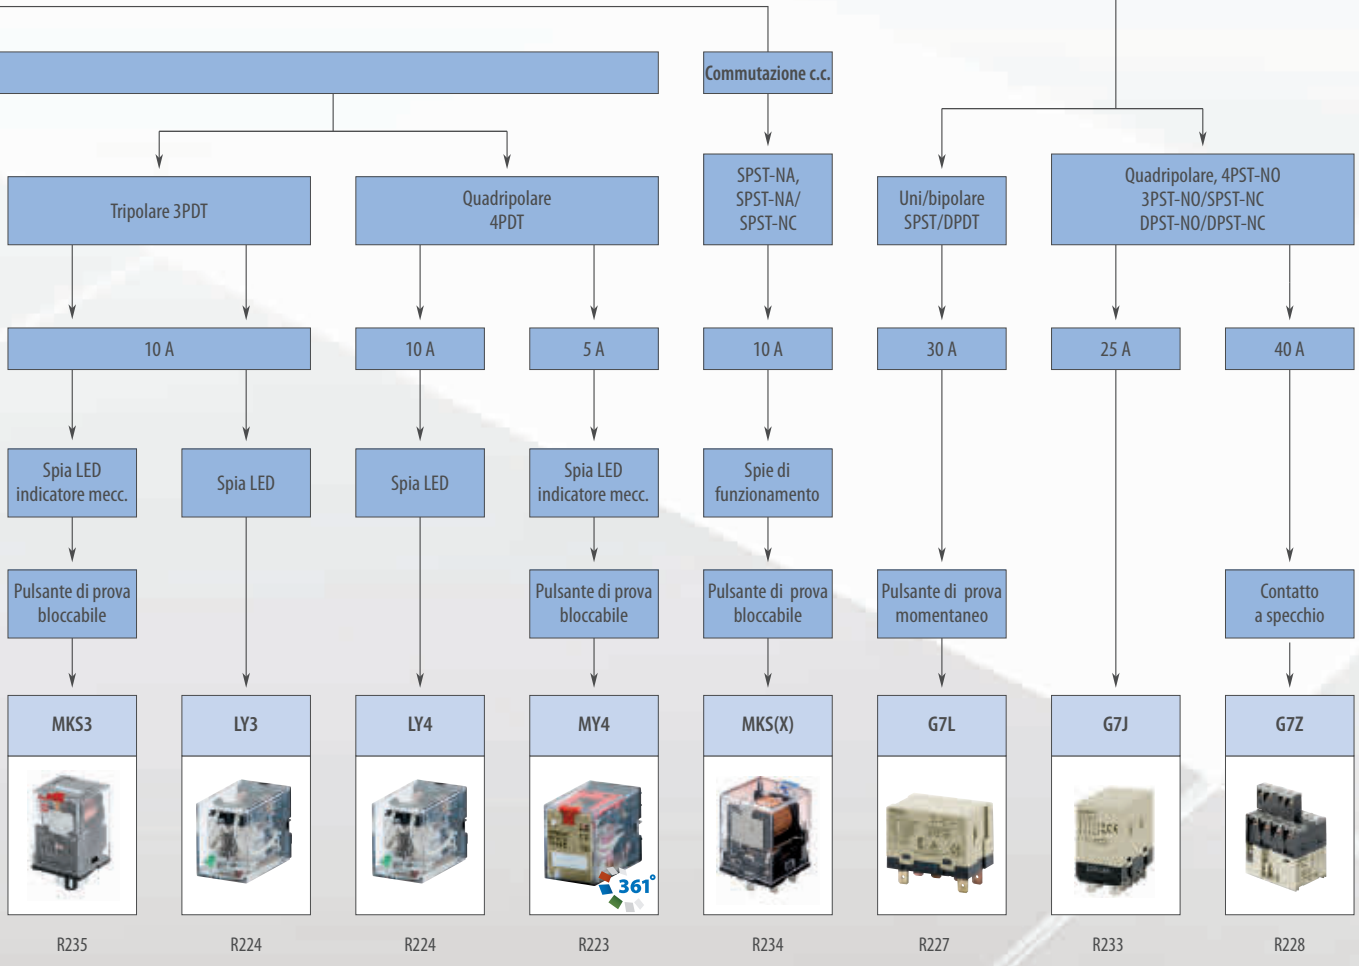 Commutazione c.c.
Tripolare 3PDT
Quadripolare
4PDT
SPST-NA,
SPST-NA/
SPST-NC
Uni/bipolare
SPST/DPDT
Quadripolare, 4PST-NO
3PST-NO/SPST-NC
DPST-NO/DPST-NC
10 A
10 A
5 A
10 A
30 A
25 A
40 A
Spia LED
indicatore mecc.
Spia LED
Spia LED
Spia LED
indicatore mecc.
Spie di
funzionamento
Pulsante di prova
bloccabile
Pulsante di prova
bloccabile
Pulsante di prova
bloccabile
Pulsante di prova
momentaneo
Contatto
a specchio
MKS3
LY3
LY4
MY4
MKS(X)
G7L
G7J
G7Z
361°
R235
R224
R224
R223
R234
R227
R233
R228